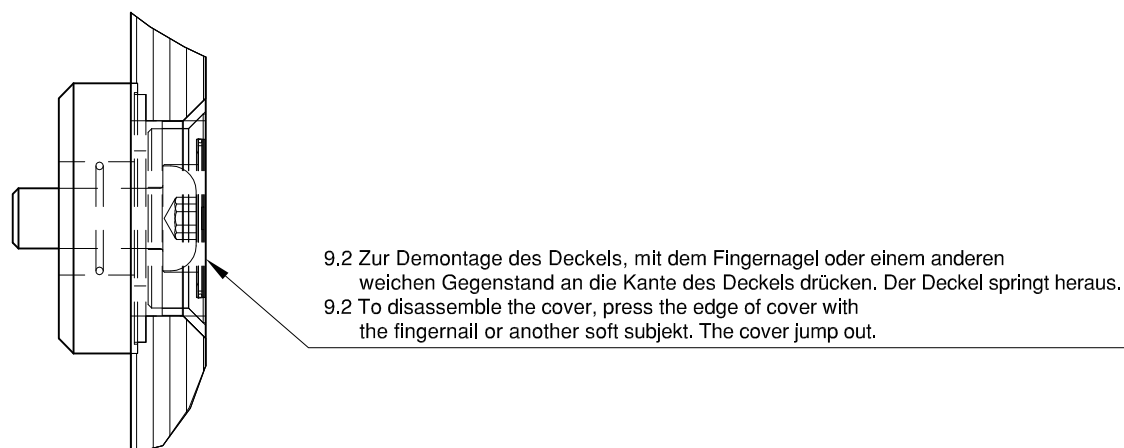 9.2 Zur Demontage des Deckels, mit dem Fingernagel oder einem anderen
weichen Gegenstand an die Kante des Deckels drücken. Der Deckel springt heraus.
9.2 To disassemble the cover, press the edge of cover with
the fingernail or another soft subjekt. The cover jump out.